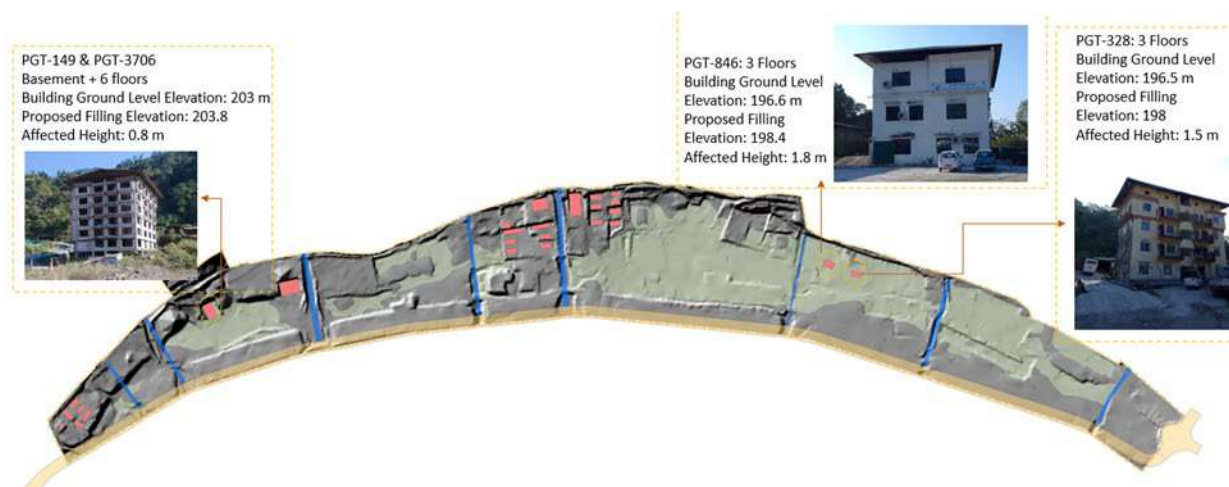 PGT-149 & PGT-3706
Basement + 6 floors
Building Ground Level Elevation: 203 m
Proposed Filling Elevation: 203.8
Affected Height: 0.8 m
PGT-846: 3 Floors
Building Ground Level
Elevation: 196.6 m
Proposed Filling
Elevation: 198.4
Affected Height: 1.8 m
PGT-328: 3 Floors
Building Ground Level
Elevation: 196.5 m
Proposed Filling
Elevation: 198
Affected Height: 1.5 m